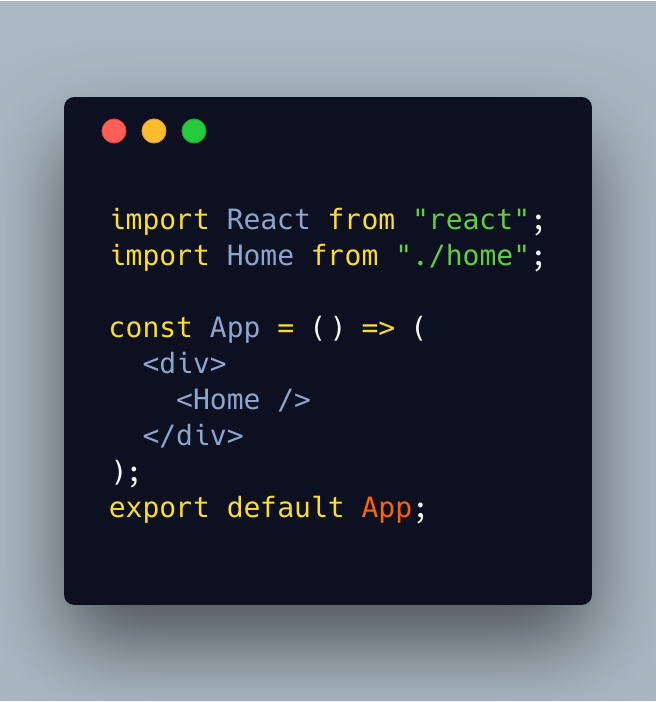 import React from "react";
import Home from "./home";

const App = () => (
  <div>
    <Home />
  </div>
);
export default App;